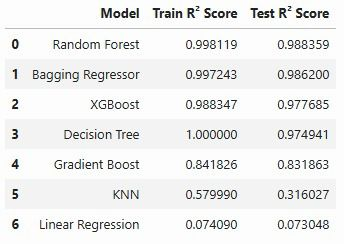 Model Train R² Score Test R² Score
0 Random Forest 0.998119 0.988359
1 Bagging Regressor 0.997243 0.986200
2 XGBoost 0.988347 0.977685
3 Decision Tree 1.000000 0.974941
4 Gradient Boost 0.841826 0.831863
5 KNN 0.579990 0.316027
6 Linear Regression 0.074090 0.073048